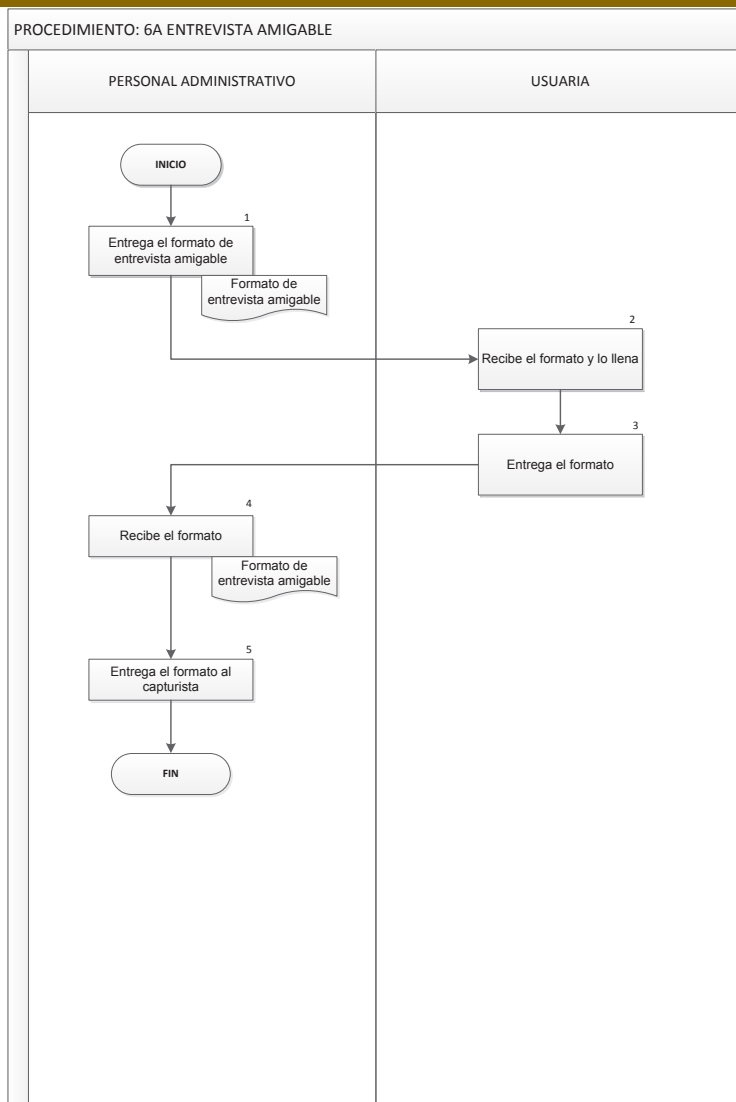 PROCEDIMIENTO: 6A ENTREVISTA AMIGABLE
PERSONAL ADMINISTRATIVO
USUARIA
INICIO
1
Entrega el formato de
entrevista amigable
Formato de
entrevista amigable
2
Recibe el formato y lo llena
3
Entrega el formato
4
Recibe el formato
Formato de
entrevista amigable
5
Entrega el formato al
capturista
FIN